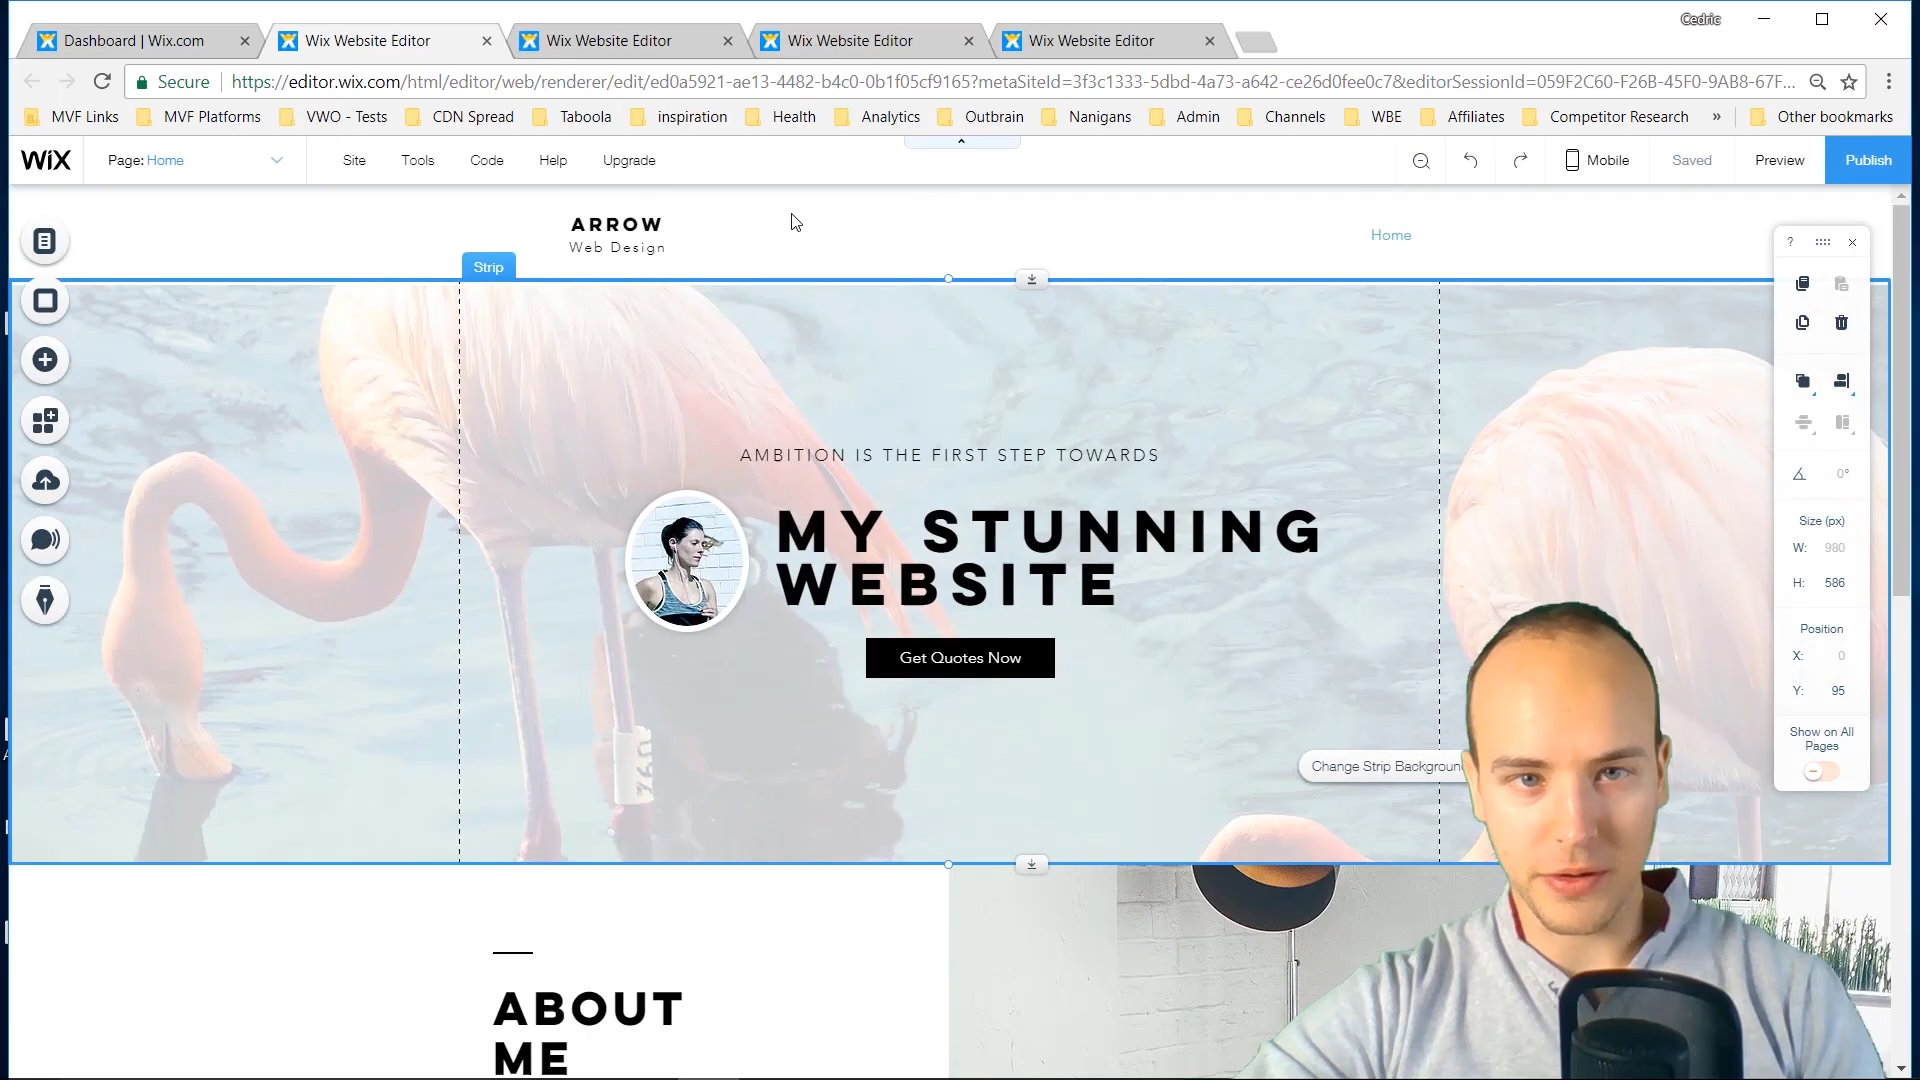 Cedric
Dashboard | Wix.com
Wix Website Editor
Wix Website Editor
Wix Website Editor
Wix Website Editor
Secure
https://editor.wix.com/html/editor/web/renderer/edit/ed0a5921-ae13-4482-b4c0-0b1f05cf9165?metaSiteId=3f3c1333-5dbd-4a73-a642-ce26d0fee0c7&editorSessionId=059F2C60-F26B-45F0-9AB8-67F...
MVF Links MVF Platforms VWO - Tests CDN Spread Taboola inspiration Health Analytics Outbrain Nanigans Admin Channels WBE Affiliates Competitor Research » Other bookmarks
WiX Page: Home Site Tools Code Help Upgrade Mobile Saved Preview Publish
ARROW
Web Design
Home
Strip
AMBITION IS THE FIRST STEP TOWARDS
MY STUNNING
WEBSITE
Get Quotes Now
760
Change Strip Background
?
0°
Size (px)
W: 980
H: 586
Position
X: 0
Y: 95
Show on All
Pages
ABOUT
ME